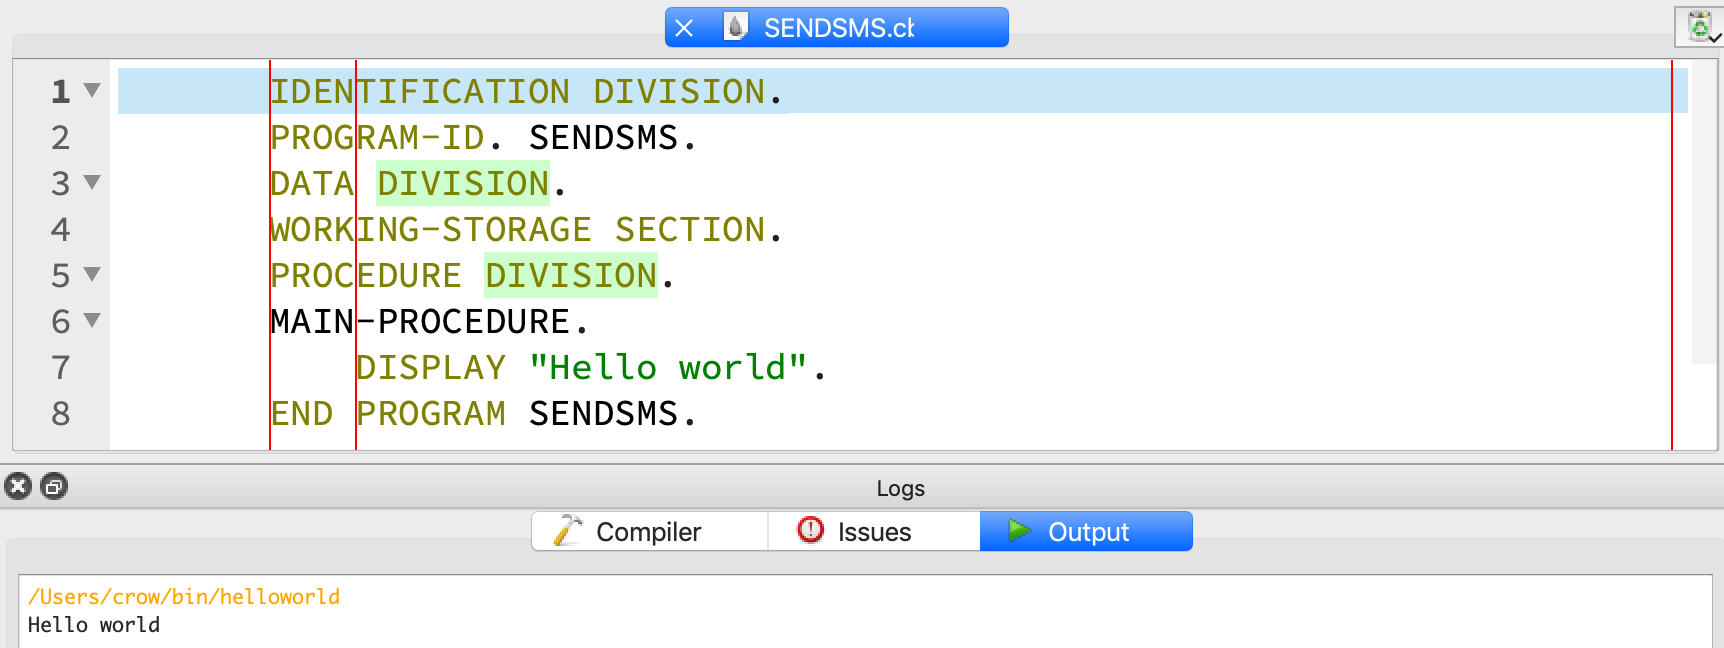 SENDSMS.cb
1 IDENTIFICATION DIVISION.
2 PROGRAM-ID. SENDSMS.
3 DATA DIVISION.
4 WORKING-STORAGE SECTION.
5 PROCEDURE DIVISION.
6 MAIN-PROCEDURE.
7 DISPLAY "Hello world".
8 END PROGRAM SENDSMS.
Logs
Compiler Issues Output
/Users/crow/bin/helloworld
Hello world